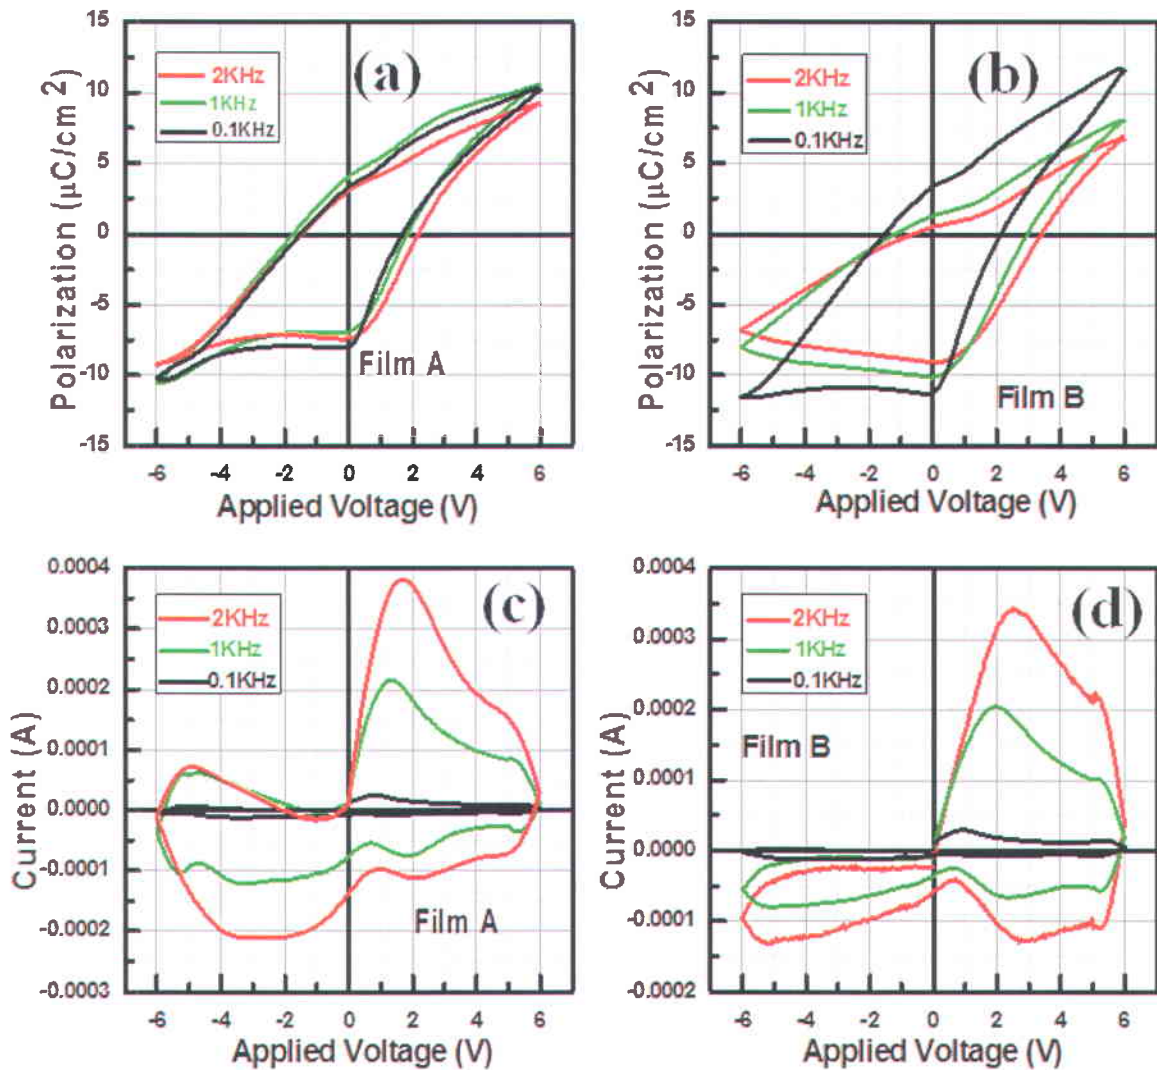 (a)
2KHz
1KHz
0.1KHz
Film A
Polarization (μC/cm 2)
15
10
5
0
-5
-10
-15
-6 -4 -2 0 2 4 6
Applied Voltage (V)
(b)
2KHz
1KHz
0.1KHz
Film B
Polarization (μC/cm 2)
15
10
5
0
-5
-10
-15
-6 -4 -2 0 2 4 6
Applied Voltage (V)
(c)
2KHz
1KHz
0.1KHz
Film A
Current (A)
0.0004
0.0003
0.0002
0.0001
0.0000
-0.0001
-0.0002
-0.0003
-6 -4 -2 0 2 4 6
Applied Voltage (V)
(d)
2KHz
1KHz
0.1KHz
Film B
Current (A)
0.0004
0.0003
0.0002
0.0001
0.0000
-0.0001
-0.0002
-6 -4 -2 0 2 4 6
Applied Voltage (V)